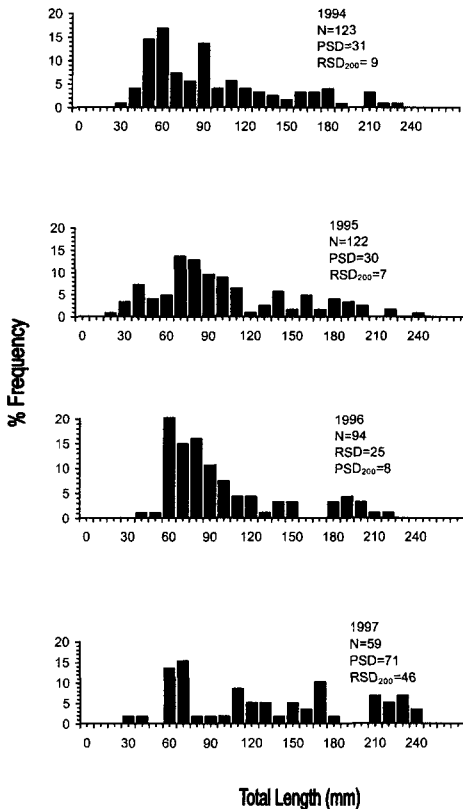 1994
N=123
PSD=31
RSD200= 9
20
15
10
5
0
0 30 60 90 120 150 180 210 240
1995
N=122
PSD=30
RSD200=7
20
15
10
5
0
0 30 60 90 120 150 180 210 240
% Frequency
1996
N=94
RSD=25
PSD200=8
20
15
10
5
0
0 30 60 90 120 150 180 210 240
1997
N=59
PSD=71
RSD200=46
20
15
10
5
0
0 30 60 90 120 150 180 210 240
Total Length (mm)